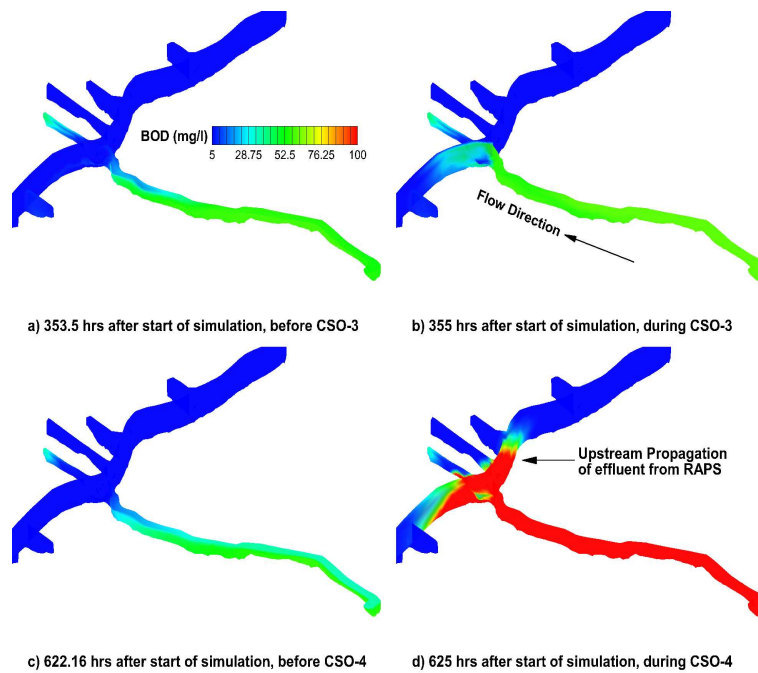 BOD (mg/l)
5 28.75 52.5 76.25 100
Flow Direction
a) 353.5 hrs after start of simulation, before CSO-3
b) 355 hrs after start of simulation, during CSO-3
Upstream Propagation
of effluent from RAPS
c) 622.16 hrs after start of simulation, before CSO-4
d) 625 hrs after start of simulation, during CSO-4